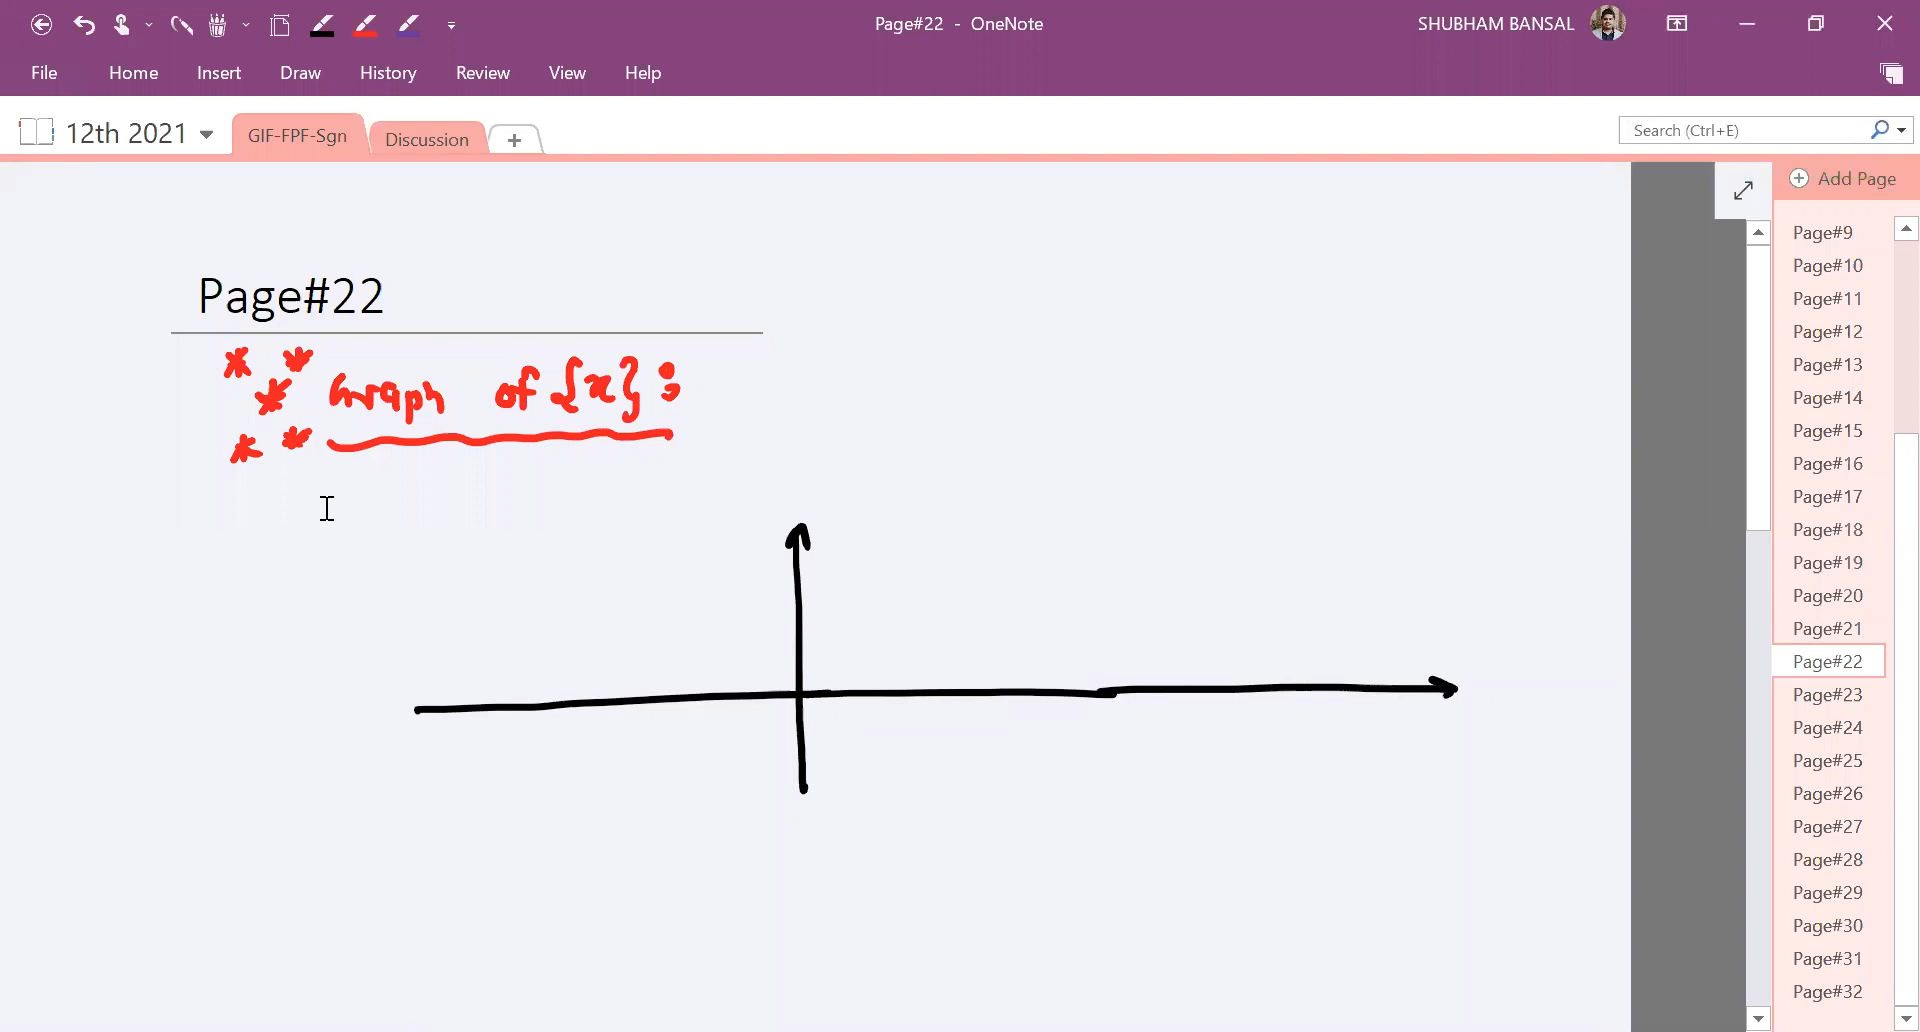 Page#22 - OneNote
SHUBHAM BANSAL
File Home Insert Draw History Review View Help
12th 2021
GIF-FPF-Sgn
Discussion
Search (Ctrl+E)
Add Page
Page#22
Graph of {x} :
Page#9
Page#10
Page#11
Page#12
Page#13
Page#14
Page#15
Page#16
Page#17
Page#18
Page#19
Page#20
Page#21
Page#22
Page#23
Page#24
Page#25
Page#26
Page#27
Page#28
Page#29
Page#30
Page#31
Page#32